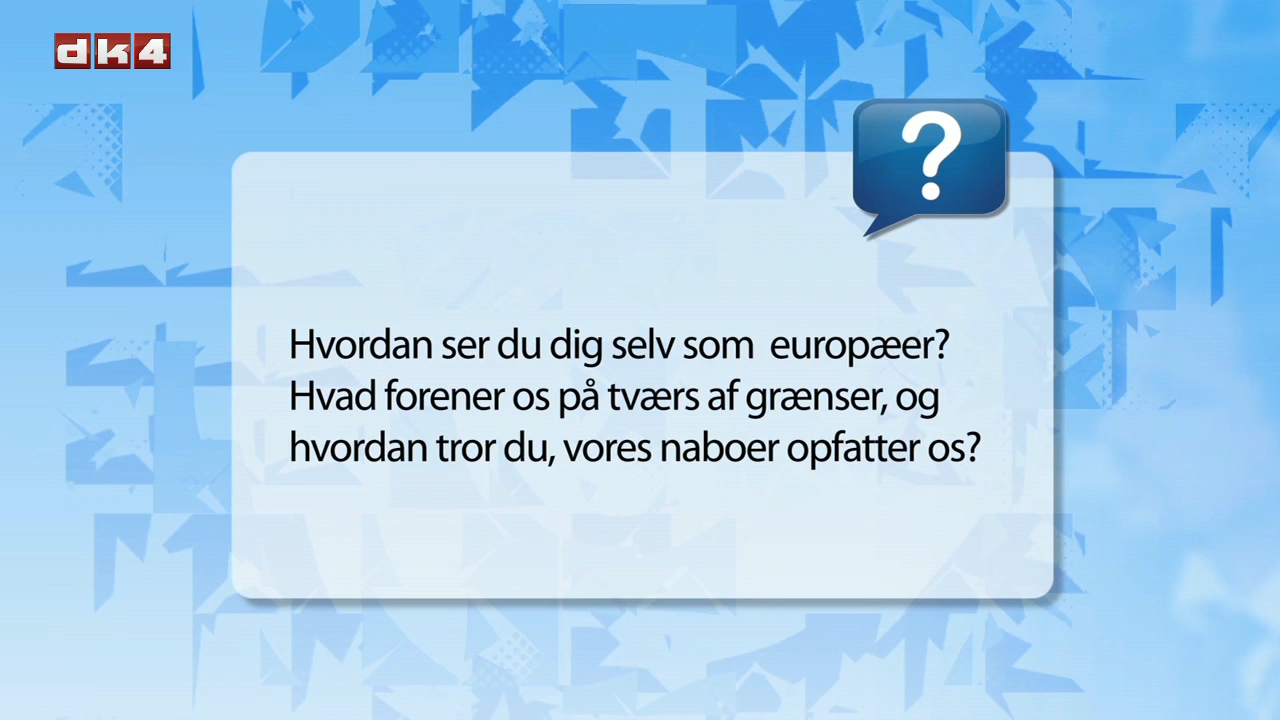 dk4
?
Hvordan ser du dig selv som  europæer?
Hvad forener os på tværs af grænser, og
hvordan tror du, vores naboer opfatter os?